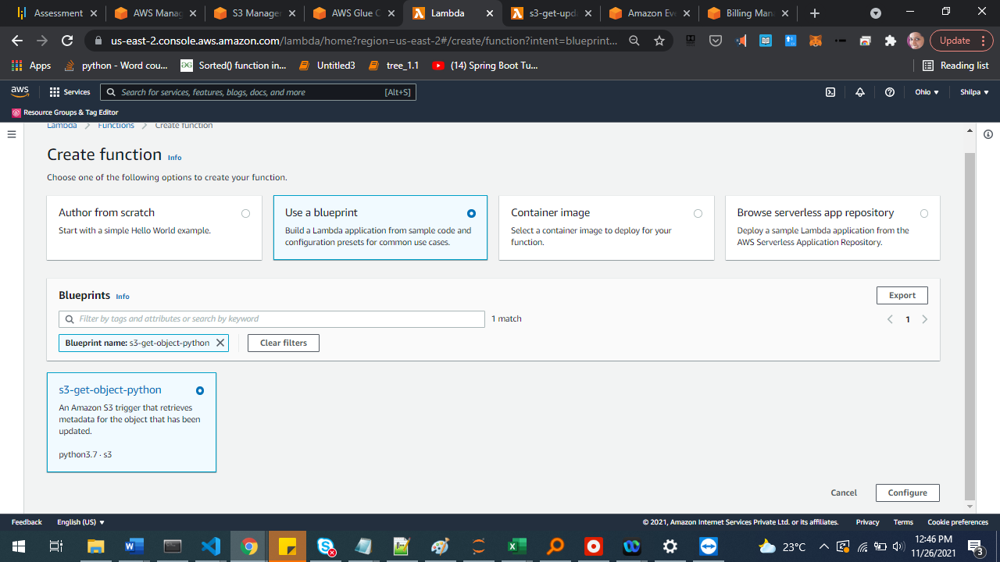 Assessment
AWS Manag
S3 Manager
AWS Glue C
Lambda
s3-get-upda
Amazon Eve
Billing Mana
us-east-2.console.aws.amazon.com/lambda/home?region=us-east-2#/create/function?intent=blueprint...
Update
Apps
python - Word cou...
Sorted() function in...
Untitled3
tree_1.1
(14) Spring Boot Tu...
Reading list
aws
Services
Search for services, features, blogs, docs, and more
[Alt+S]
Ohio
Shilpa
Resource Groups & Tag Editor
Lambda
Functions
Create function
Create function Info
Choose one of the following options to create your function.
Author from scratch
Start with a simple Hello World example.
Use a blueprint
Build a Lambda application from sample code and
configuration presets for common use cases.
Container image
Select a container image to deploy for your
function.
Browse serverless app repository
Deploy a sample Lambda application from the
AWS Serverless Application Repository.
Blueprints Info
Export
Filter by tags and attributes or search by keyword
1 match
1
Blueprint name: s3-get-object-python
Clear filters
s3-get-object-python
An Amazon S3 trigger that retrieves
metadata for the object that has been
updated.
python3.7 · s3
Cancel
Configure
Feedback
English (US)
© 2021, Amazon Internet Services Private Ltd. or its affiliates.
Privacy
Terms
Cookie preferences
23°C
12:46 PM
11/26/2021
3